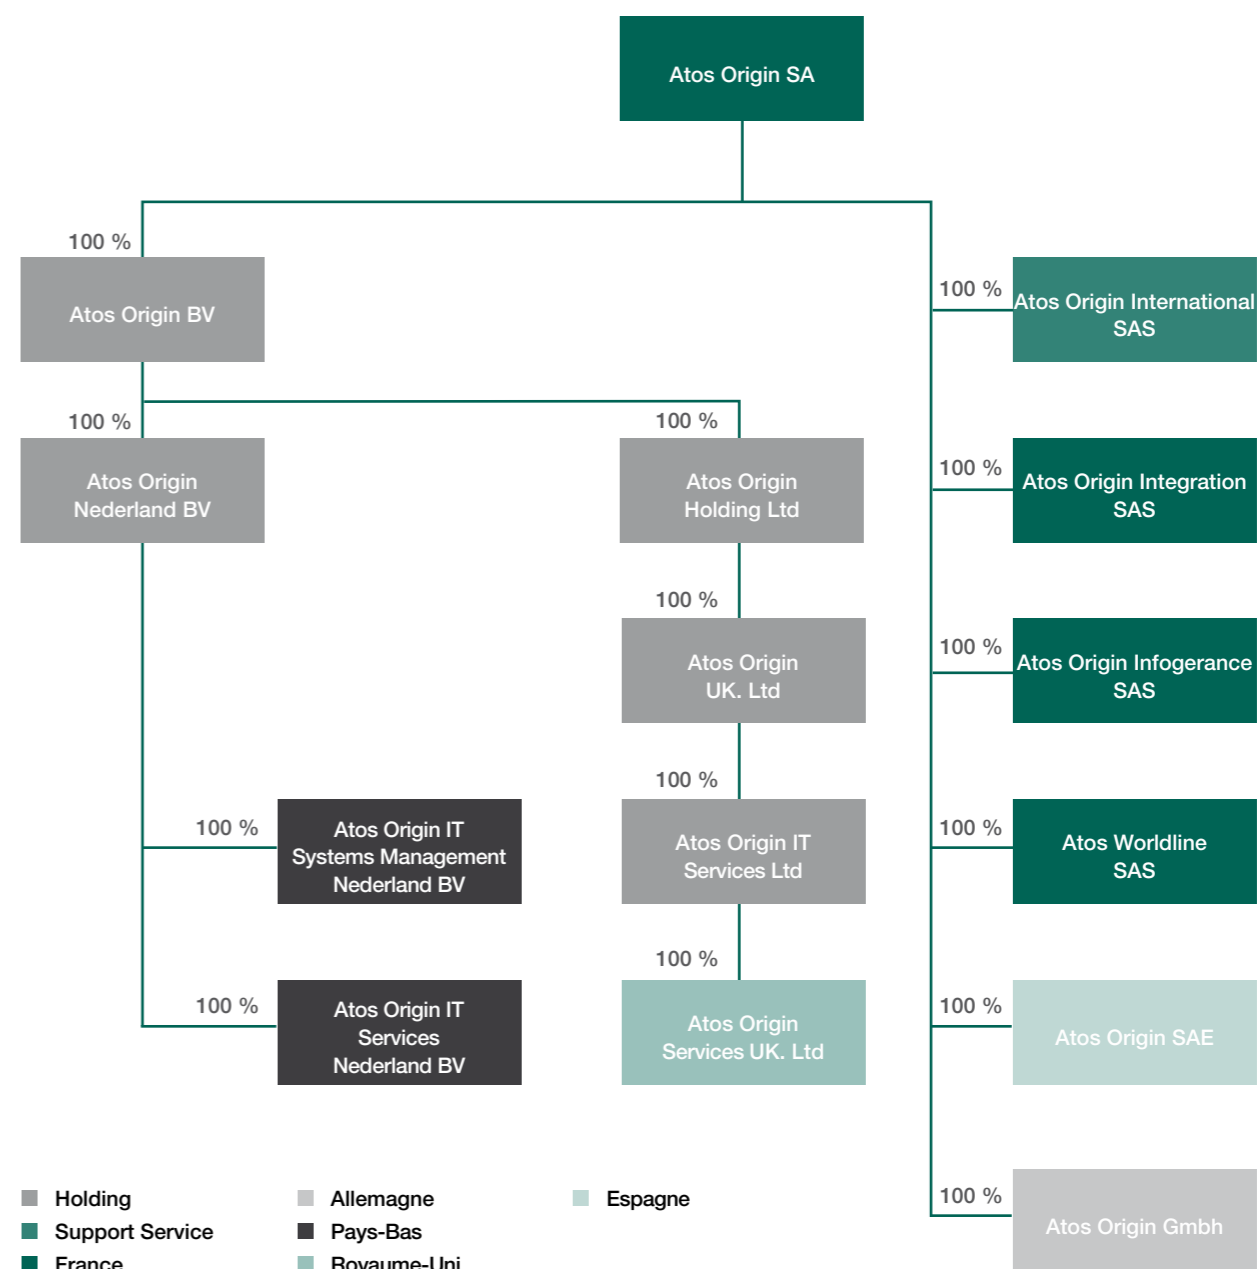 Atos Origin SA
100 %
Atos Origin BV
100 %
Atos Origin International
SAS
100 %
Atos Origin
Nederland BV
100 %
Atos Origin
Holding Ltd
100 %
Atos Origin Integration
SAS
100 %
Atos Origin
UK. Ltd
100 %
Atos Origin Infogerance
SAS
100 %
Atos Origin IT
Systems Management
Nederland BV
100 %
Atos Origin IT
Services Ltd
100 %
Atos Worldline
SAS
100 %
Atos Origin IT
Services
Nederland BV
100 %
Atos Origin
Services UK. Ltd
100 %
Atos Origin SAE
100 %
Atos Origin Gmbh
Holding
Support Service
France
Allemagne
Pays-Bas
Royaume-Uni
Espagne